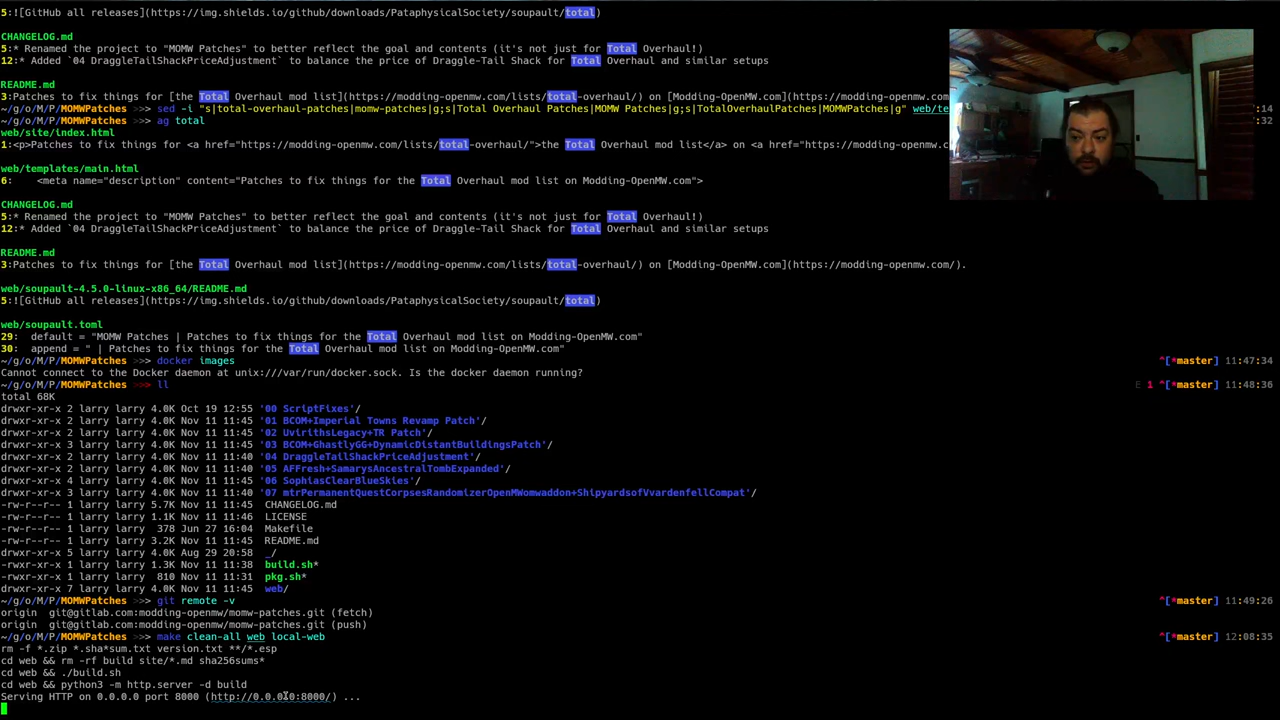 5:![GitHub all releases](https://img.shields.io/github/downloads/PataphysicalSociety/soupault/total)
CHANGELOG.md
5:* Renamed the project to "MOMW Patches" to better reflect the goal and contents (it's not just for Total Overhaul!)
12:* Added `04 DraggleTailShackPriceAdjustment` to balance the price of Draggle-Tail Shack for Total Overhaul and similar setups
README.md
3:Patches to fix things for [the Total Overhaul mod list](https://modding-openmw.com/lists/total-overhaul/) on [Modding-OpenMW.com](https://modding-openmw.com
~/g/o/M/P/MOMWPatches >>> sed -i "s|total-overhaul-patches|momw-patches|g;s|Total Overhaul Patches|MOMW Patches|g;s|TotalOverhaulPatches|MOMWPatches|g" web/te :14
~/g/o/M/P/MOMWPatches >>> ag total :32
web/site/index.html
1:<p>Patches to fix things for <a href="https://modding-openmw.com/lists/total-overhaul/">the Total Overhaul mod list</a> on <a href="https://modding-openmw.c
web/templates/main.html
6:    <meta name="description" content="Patches to fix things for the Total Overhaul mod list on Modding-OpenMW.com">
CHANGELOG.md
5:* Renamed the project to "MOMW Patches" to better reflect the goal and contents (it's not just for Total Overhaul!)
12:* Added `04 DraggleTailShackPriceAdjustment` to balance the price of Draggle-Tail Shack for Total Overhaul and similar setups
README.md
3:Patches to fix things for [the Total Overhaul mod list](https://modding-openmw.com/lists/total-overhaul/) on [Modding-OpenMW.com](https://modding-openmw.com/).
web/soupault-4.5.0-linux-x86_64/README.md
5:![GitHub all releases](https://img.shields.io/github/downloads/PataphysicalSociety/soupault/total)
web/soupault.toml
29:  default = "MOMW Patches | Patches to fix things for the Total Overhaul mod list on Modding-OpenMW.com"
30:  append = " | Patches to fix things for the Total Overhaul mod list on Modding-OpenMW.com"
~/g/o/M/P/MOMWPatches >>> docker images ^[*master] 11:47:34
Cannot connect to the Docker daemon at unix:///var/run/docker.sock. Is the docker daemon running?
~/g/o/M/P/MOMWPatches >>> ll E 1 ^[*master] 11:48:36
total 68K
drwxr-xr-x 2 larry larry 4.0K Oct 19 12:55 '00 ScriptFixes'/
drwxr-xr-x 2 larry larry 4.0K Nov 11 11:45 '01 BCOM+Imperial Towns Revamp Patch'/
drwxr-xr-x 2 larry larry 4.0K Nov 11 11:45 '02 UvirithsLegacy+TR Patch'/
drwxr-xr-x 3 larry larry 4.0K Nov 11 11:45 '03 BCOM+GhastlyGG+DynamicDistantBuildingsPatch'/
drwxr-xr-x 2 larry larry 4.0K Nov 11 11:40 '04 DraggleTailShackPriceAdjustment'/
drwxr-xr-x 2 larry larry 4.0K Nov 11 11:40 '05 AFFresh+SamarysAncestralTombExpanded'/
drwxr-xr-x 4 larry larry 4.0K Nov 11 11:45 '06 SophiasClearBlueSkies'/
drwxr-xr-x 3 larry larry 4.0K Nov 11 11:40 '07 mtrPermanentQuestCorpsesRandomizerOpenMWomwaddon+ShipyardsofVvardenfellCompat'/
-rw-r--r-- 1 larry larry 5.7K Nov 11 11:45 CHANGELOG.md
-rw-r--r-- 1 larry larry 1.1K Nov 11 11:46 LICENSE
-rw-r--r-- 1 larry larry  378 Jun 27 16:04 Makefile
-rw-r--r-- 1 larry larry 3.2K Nov 11 11:45 README.md
drwxr-xr-x 5 larry larry 4.0K Aug 29 20:58 _/
-rwxr-xr-x 1 larry larry 1.3K Nov 11 11:38 build.sh*
-rwxr-xr-x 1 larry larry  810 Nov 11 11:31 pkg.sh*
drwxr-xr-x 7 larry larry 4.0K Nov 11 11:45 web/
~/g/o/M/P/MOMWPatches >>> git remote -v ^[*master] 11:49:26
origin  git@gitlab.com:modding-openmw/momw-patches.git (fetch)
origin  git@gitlab.com:modding-openmw/momw-patches.git (push)
~/g/o/M/P/MOMWPatches >>> make clean-all web local-web ^[*master] 12:08:35
rm -f *.zip *.sha*sum.txt version.txt **/*.esp
cd web && rm -rf build site/*.md sha256sums*
cd web && ./build.sh
cd web && python3 -m http.server -d build
Serving HTTP on 0.0.0.0 port 8000 (http://0.0.0.0:8000/) ...